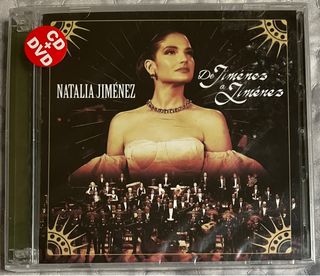 CD
+
DVD
NATALIA JIMÉNEZ
De Jiménez
a Jiménez